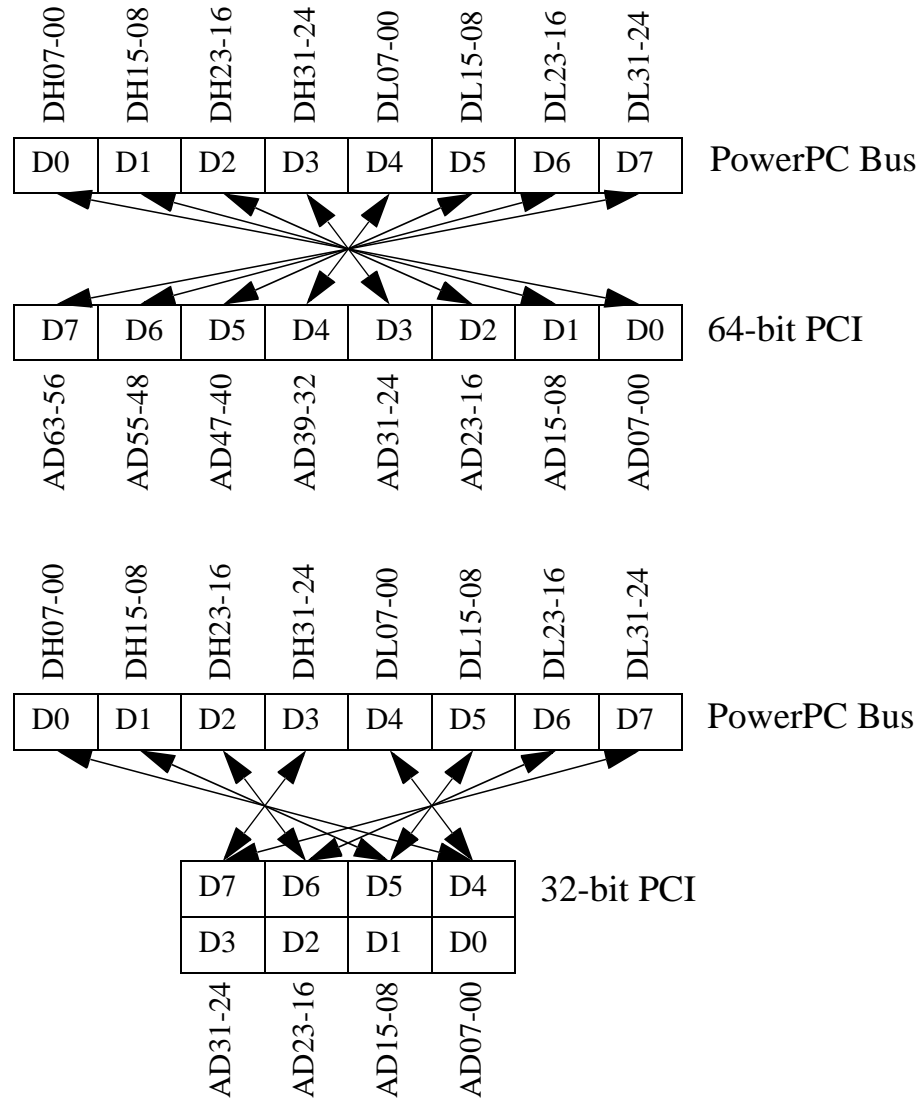 DH07-00 DH15-08 DH23-16 DH31-24 DL07-00 DL15-08 DL23-16 DL31-24
D0 D1 D2 D3 D4 D5 D6 D7 PowerPC Bus
D7 D6 D5 D4 D3 D2 D1 D0 64-bit PCI
AD63-56 AD55-48 AD47-40 AD39-32 AD31-24 AD23-16 AD15-08 AD07-00
DH07-00 DH15-08 DH23-16 DH31-24 DL07-00 DL15-08 DL23-16 DL31-24
D0 D1 D2 D3 D4 D5 D6 D7 PowerPC Bus
D7 D6 D5 D4 32-bit PCI
D3 D2 D1 D0
AD31-24 AD23-16 AD15-08 AD07-00